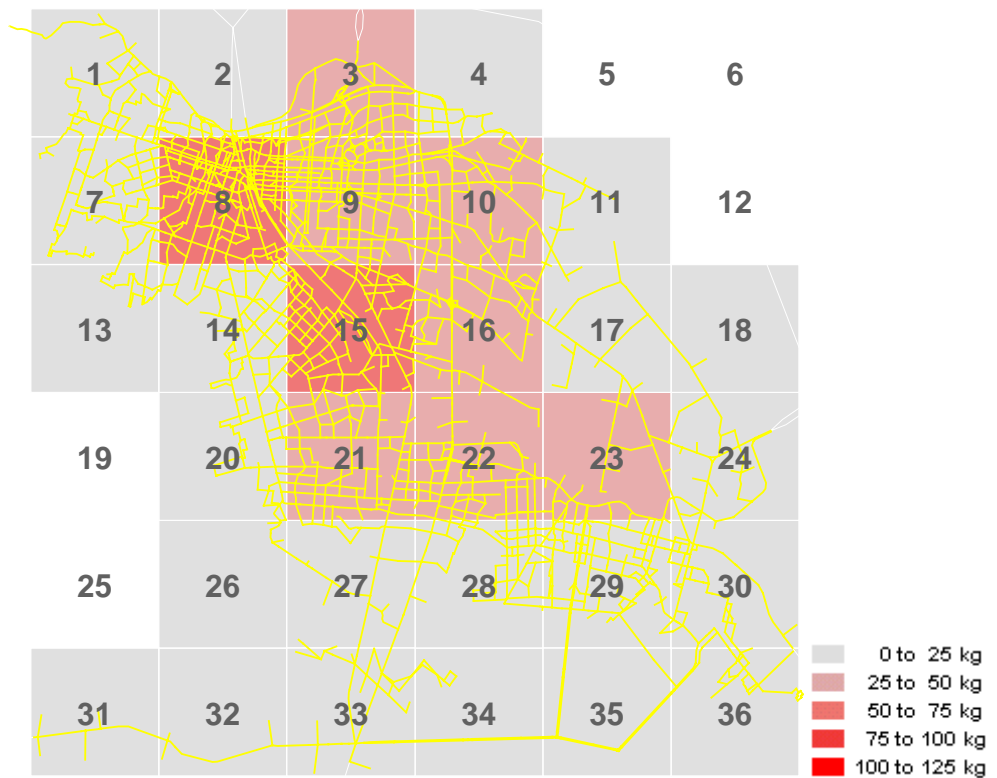 1 2 3 4 5 6
7 8 9 10 11 12
13 14 15 16 17 18
19 20 21 22 23 24
25 26 27 28 29 30
31 32 33 34 35 36
0 to 25 kg
25 to 50 kg
50 to 75 kg
75 to 100 kg
100 to 125 kg